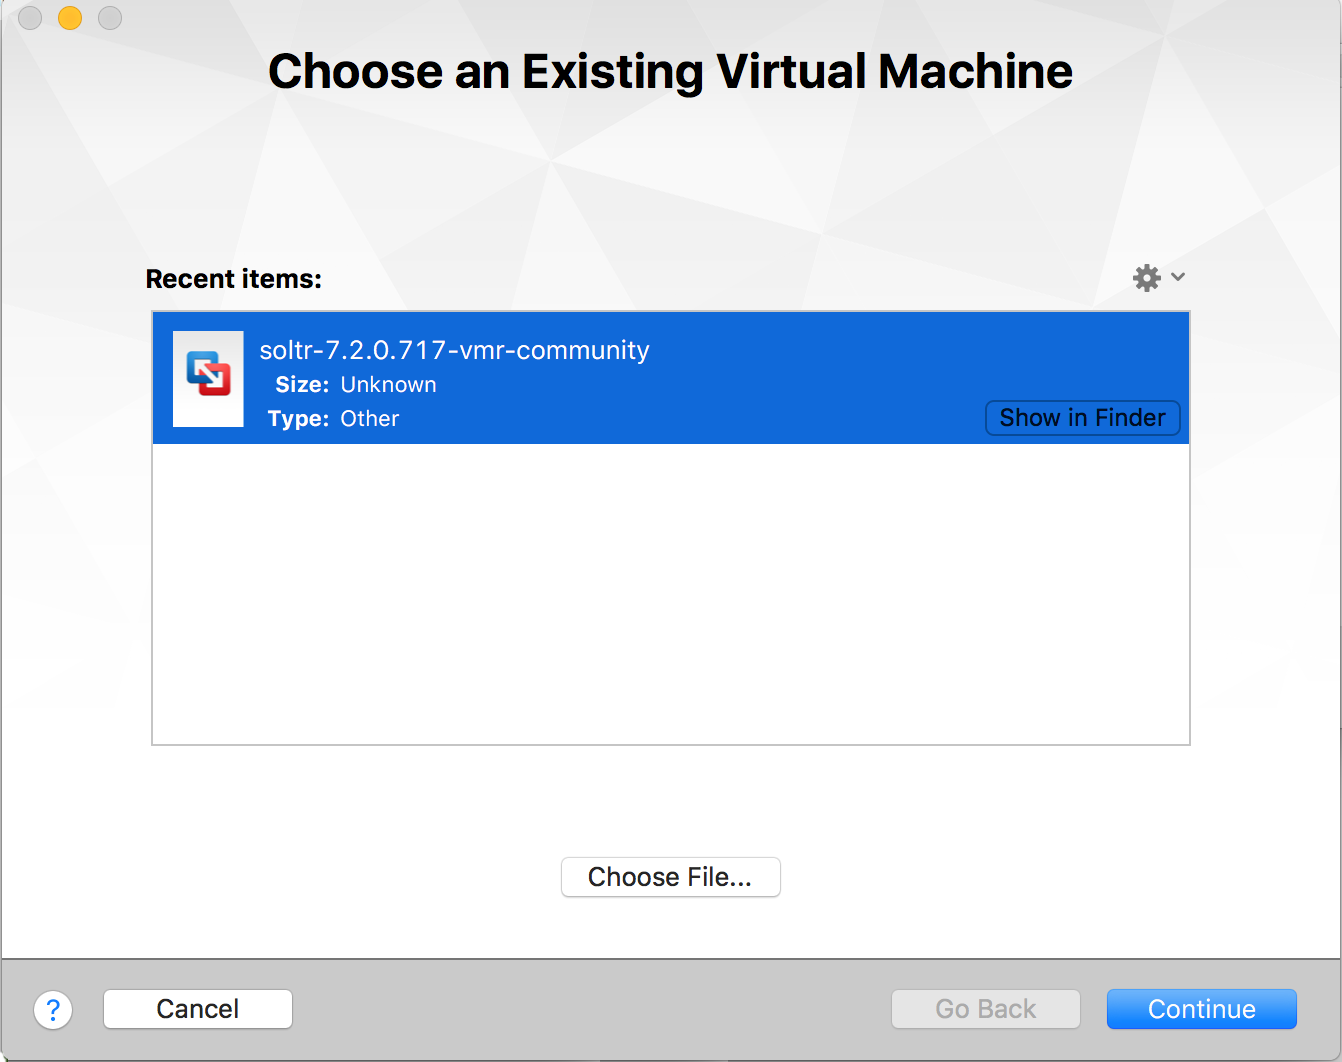 Choose an Existing Virtual Machine
Recent items:
soltr-7.2.0.717-vmr-community
Size: Unknown
Type: Other
Show in Finder
Choose File...
?
Cancel
Go Back
Continue